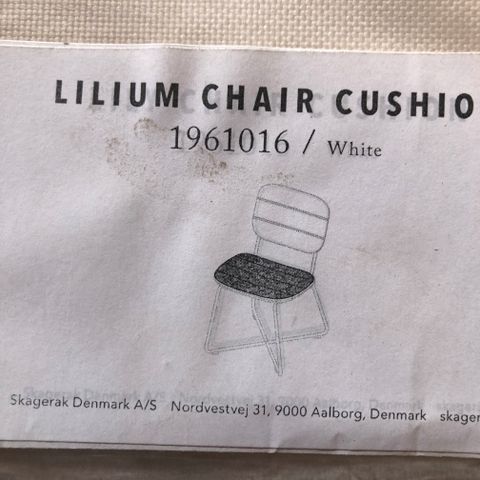 LILIUM CHAIR CUSHIO
1961016 / White
Skagerak Denmark A/S Nordvestvej 31, 9000 Aalborg, Denmark skager